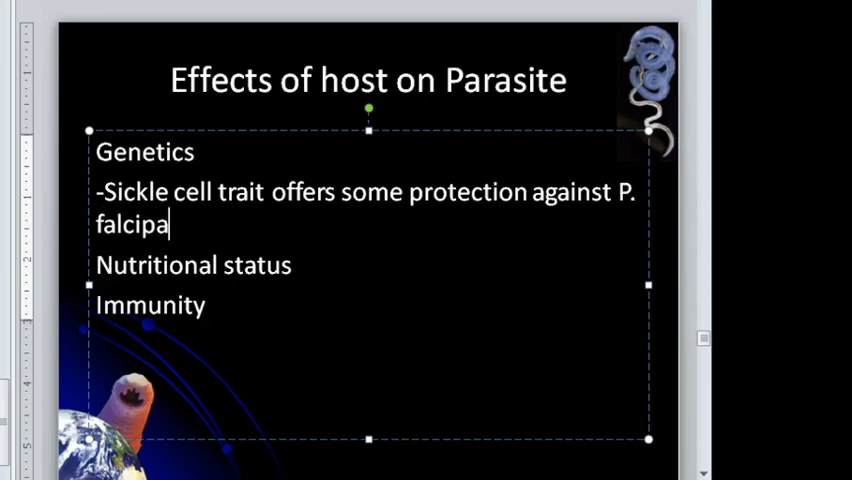 Effects of host on Parasite
Genetics
-Sickle cell trait offers some protection against P.
falcipa
Nutritional status
Immunity